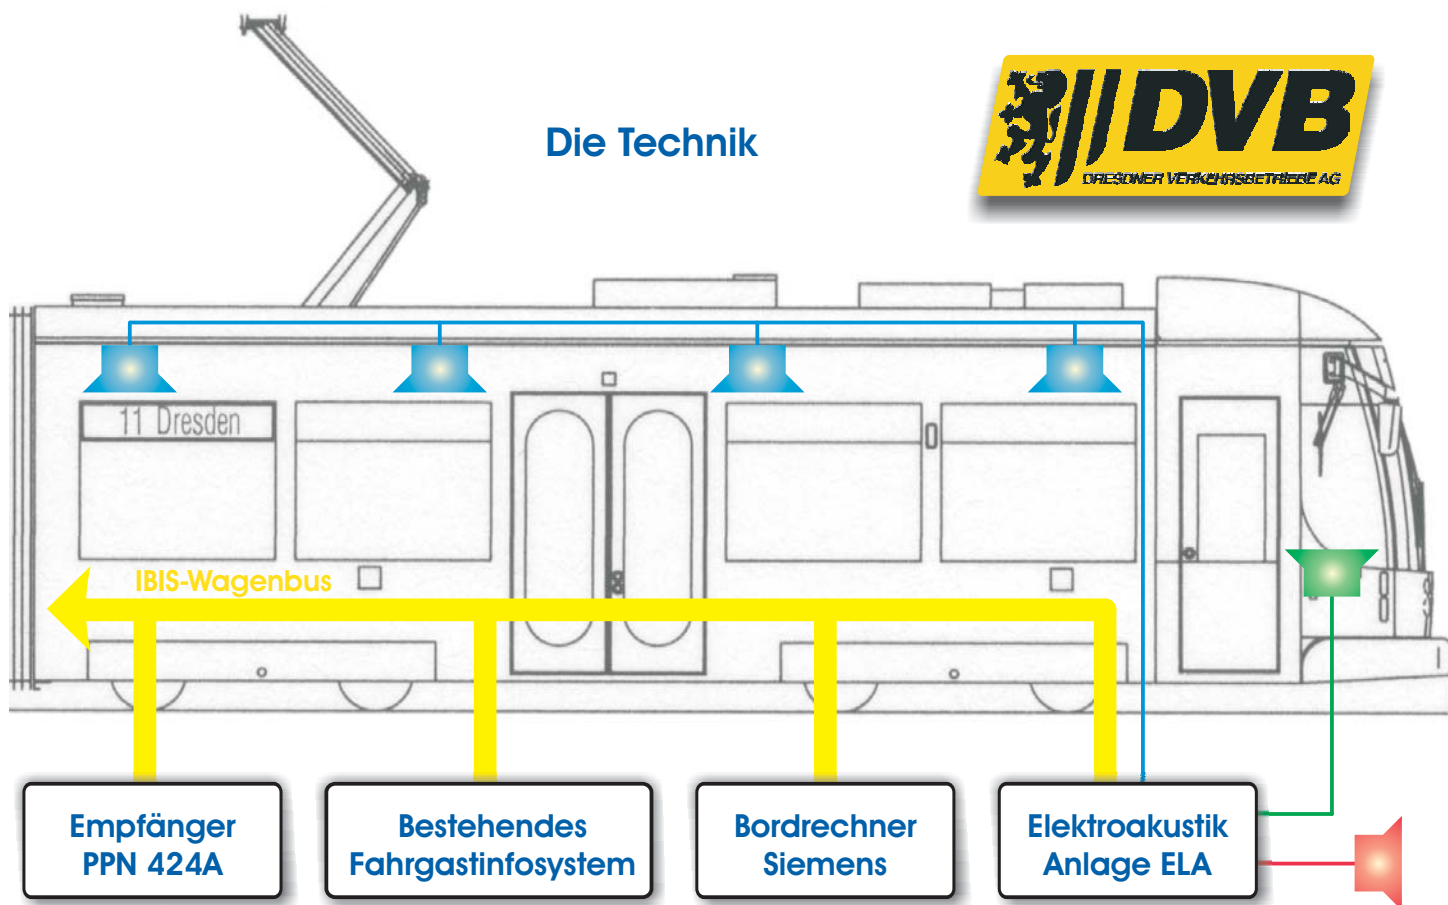 Die Technik
DVB
DRESDNER VERKEHRSBETRIEBE AG
11 Dresden
IBIS-Wagenbus
Empfänger
PPN 424A
Bestehendes
Fahrgastinfosystem
Bordrechner
Siemens
Elektroakustik
Anlage ELA